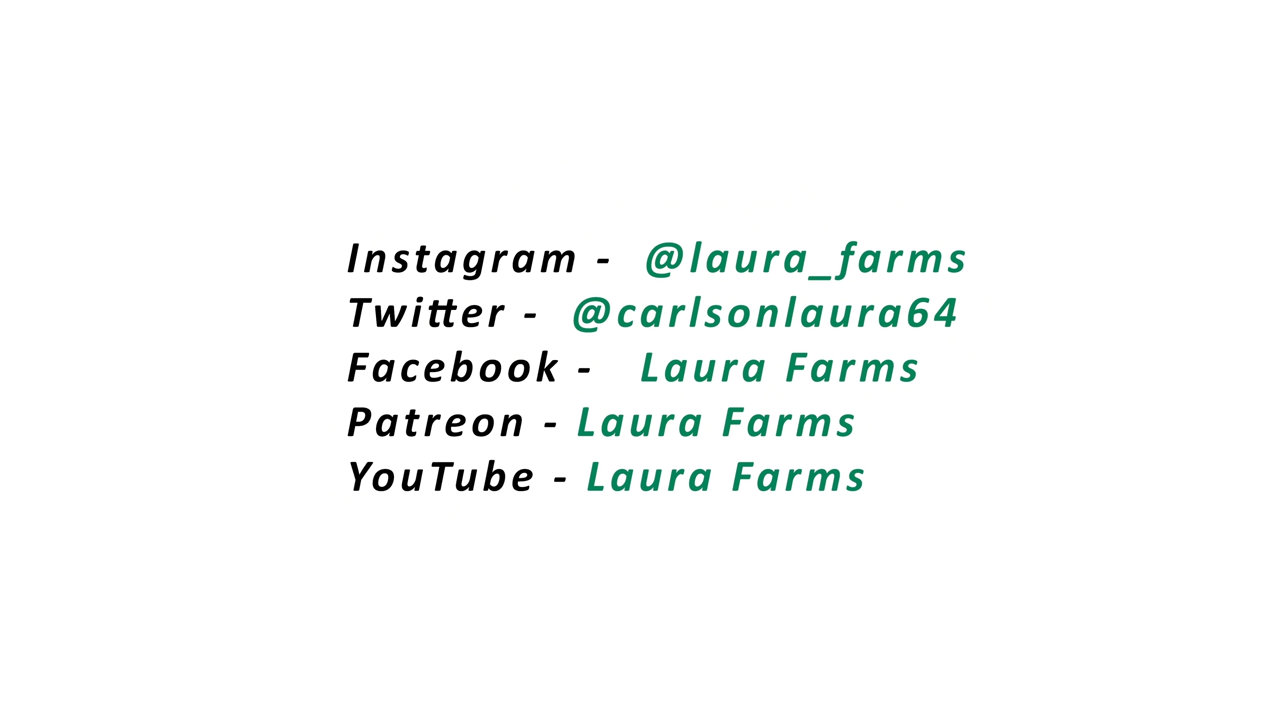 Instagram - @laura_farms
Twitter - @carlsonlaura64
Facebook - Laura Farms
Patreon - Laura Farms
YouTube - Laura Farms